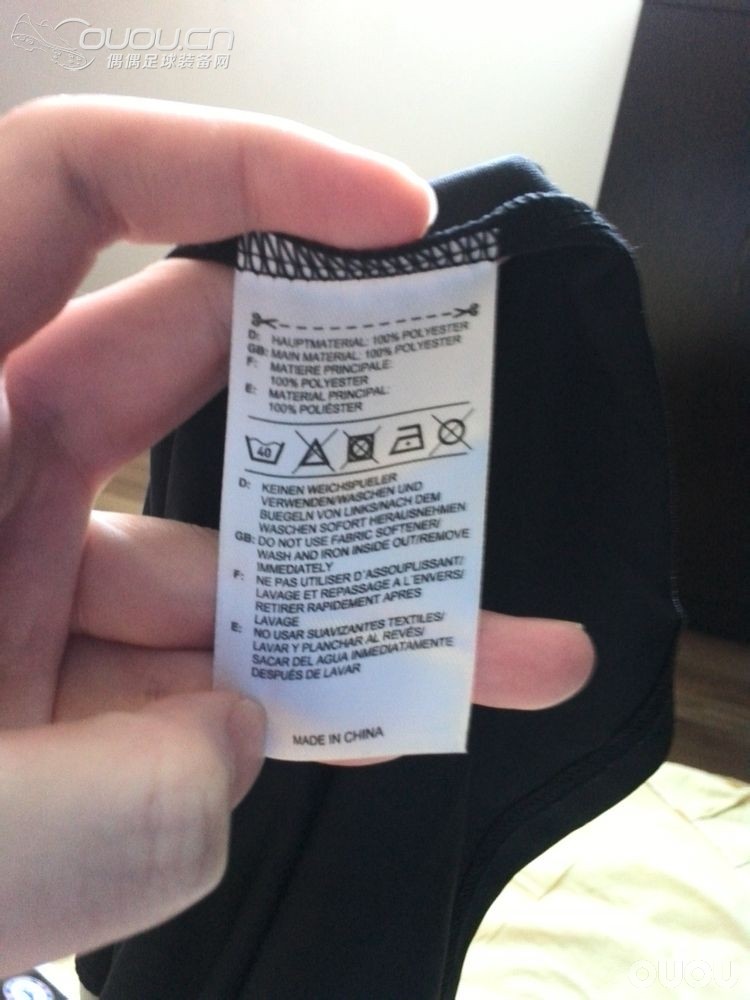 OUOU.CN
偶偶足球装备网
D: HAUPTMATERIAL: 100% POLYESTER
GB: MAIN MATERIAL: 100% POLYESTER
F: MATIERE PRINCIPALE:
100% POLYESTER
E: MATERIAL PRINCIPAL:
100% POLIÉSTER
40
D: KEINEN WEICHSPUELER
VERWENDEN/WASCHEN UND
BUEGELN VON LINKS/NACH DEM
WASCHEN SOFORT HERAUSNEHMEN
GB: DO NOT USE FABRIC SOFTENER/
WASH AND IRON INSIDE OUT/REMOVE
IMMEDIATELY
F: NE PAS UTILISER D'ASSOUPLISSANT/
LAVAGE ET REPASSAGE A L'ENVERS/
RETIRER RAPIDEMENT APRES
LAVAGE
E: NO USAR SUAVIZANTES TEXTILES/
LAVAR Y PLANCHAR AL REVÉS/
SACAR DEL AGUA INMEDIATAMENTE
DESPUÉS DE LAVAR
MADE IN CHINA
OUOU